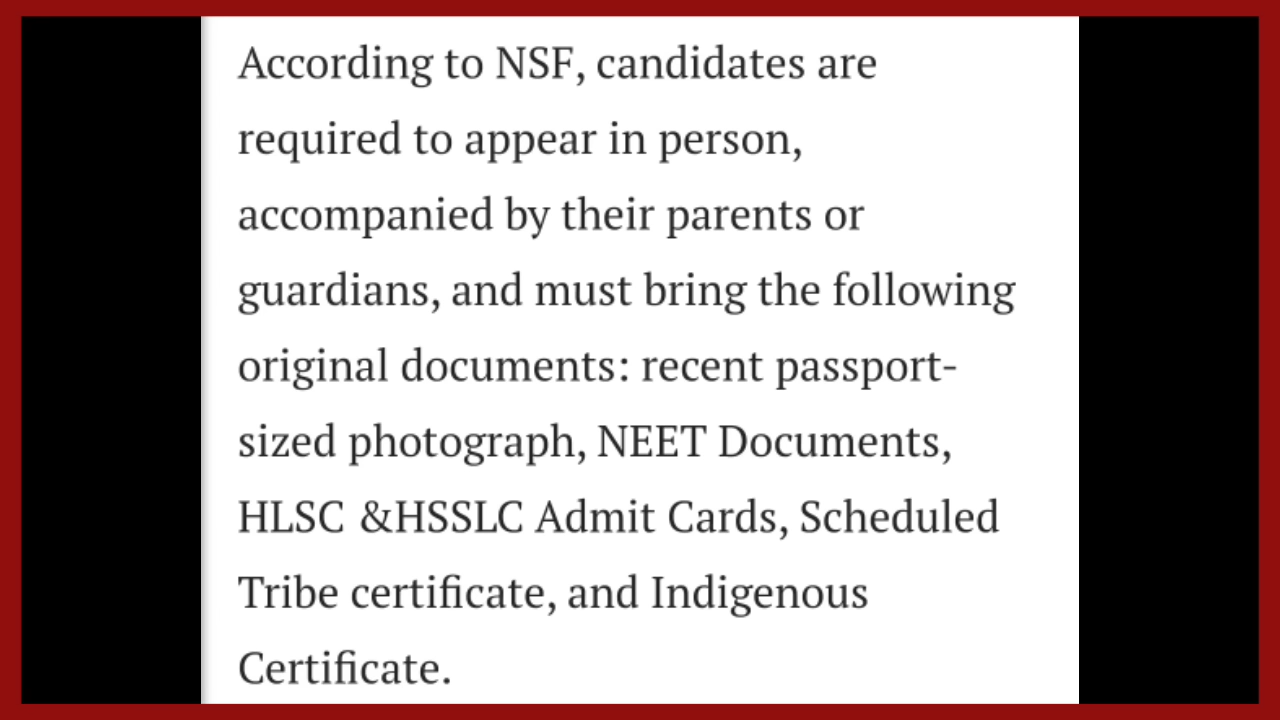 According to NSF, candidates are
required to appear in person,
accompanied by their parents or
guardians, and must bring the following
original documents: recent passport-
sized photograph, NEET Documents,
HLSC &HSSLC Admit Cards, Scheduled
Tribe certificate, and Indigenous
Certificate.